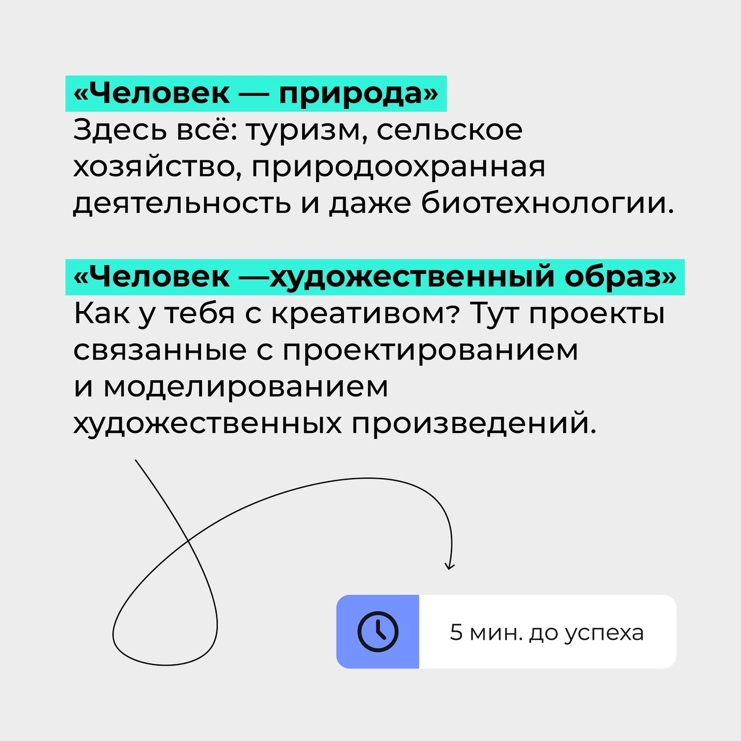 «Человек — природа»
Здесь всё: туризм, сельское
хозяйство, природоохранная
деятельность и даже биотехнологии.
«Человек —художественный образ»
Как у тебя с креативом? Тут проекты
связанные с проектированием
и моделированием
художественных произведений.
5 мин. до успеха